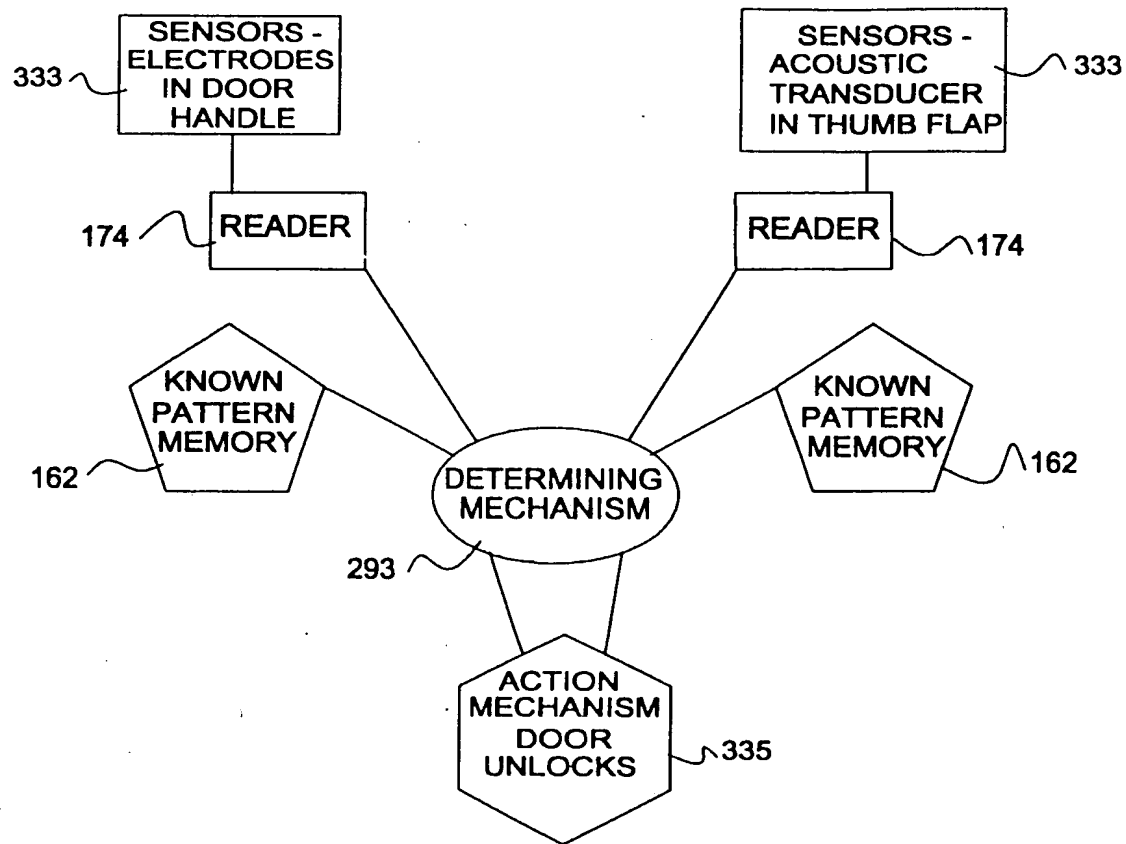 SENSORS -
ELECTRODES
IN DOOR
HANDLE
333
SENSORS -
ACOUSTIC
TRANSDUCER
IN THUMB FLAP
333
READER
174
READER
174
KNOWN
PATTERN
MEMORY
162
KNOWN
PATTERN
MEMORY
162
DETERMINING
MECHANISM
293
ACTION
MECHANISM
DOOR
UNLOCKS
335